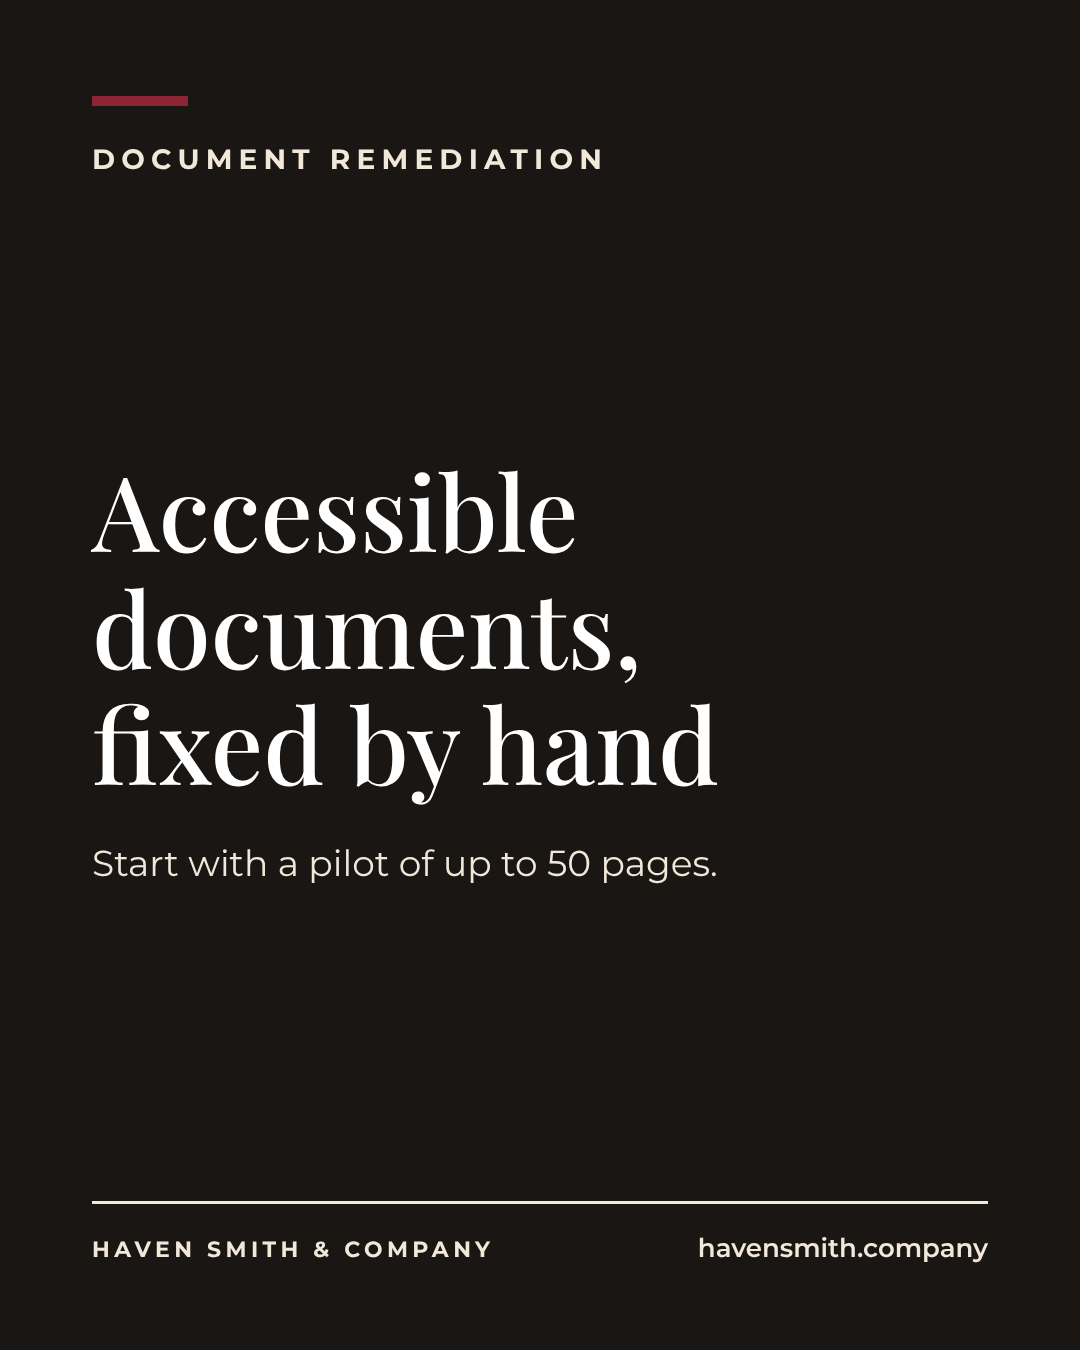 DOCUMENT REMEDIATION
Accessible
documents,
fixed by hand
Start with a pilot of up to 50 pages.
HAVEN SMITH & COMPANY
havensmith.company